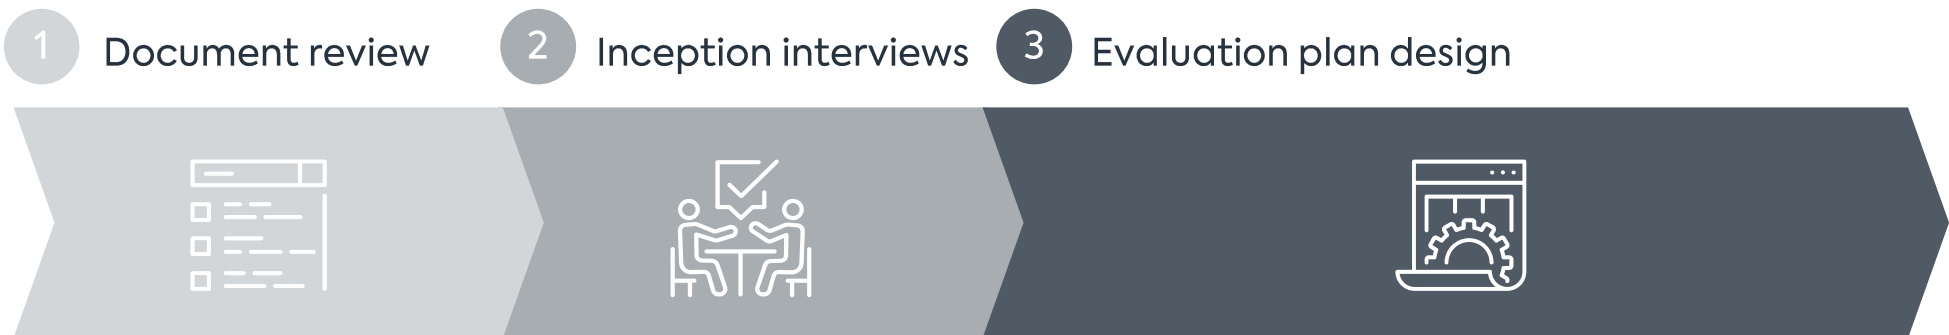 1 Document review
2 Inception interviews
3 Evaluation plan design